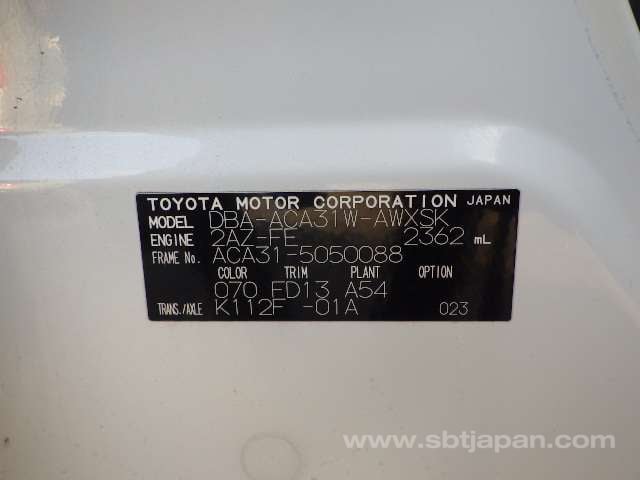 TOYOTA MOTOR CORPORATION JAPAN
MODEL DBA-ACA31W-AWXSK
ENGINE 2AZ-FE 2362 mL
FRAME No. ACA31-5050088
COLOR TRIM PLANT OPTION
070 FD13 A54
TRANS./AXLE K112F -01A 023
www.sbtjapan.com